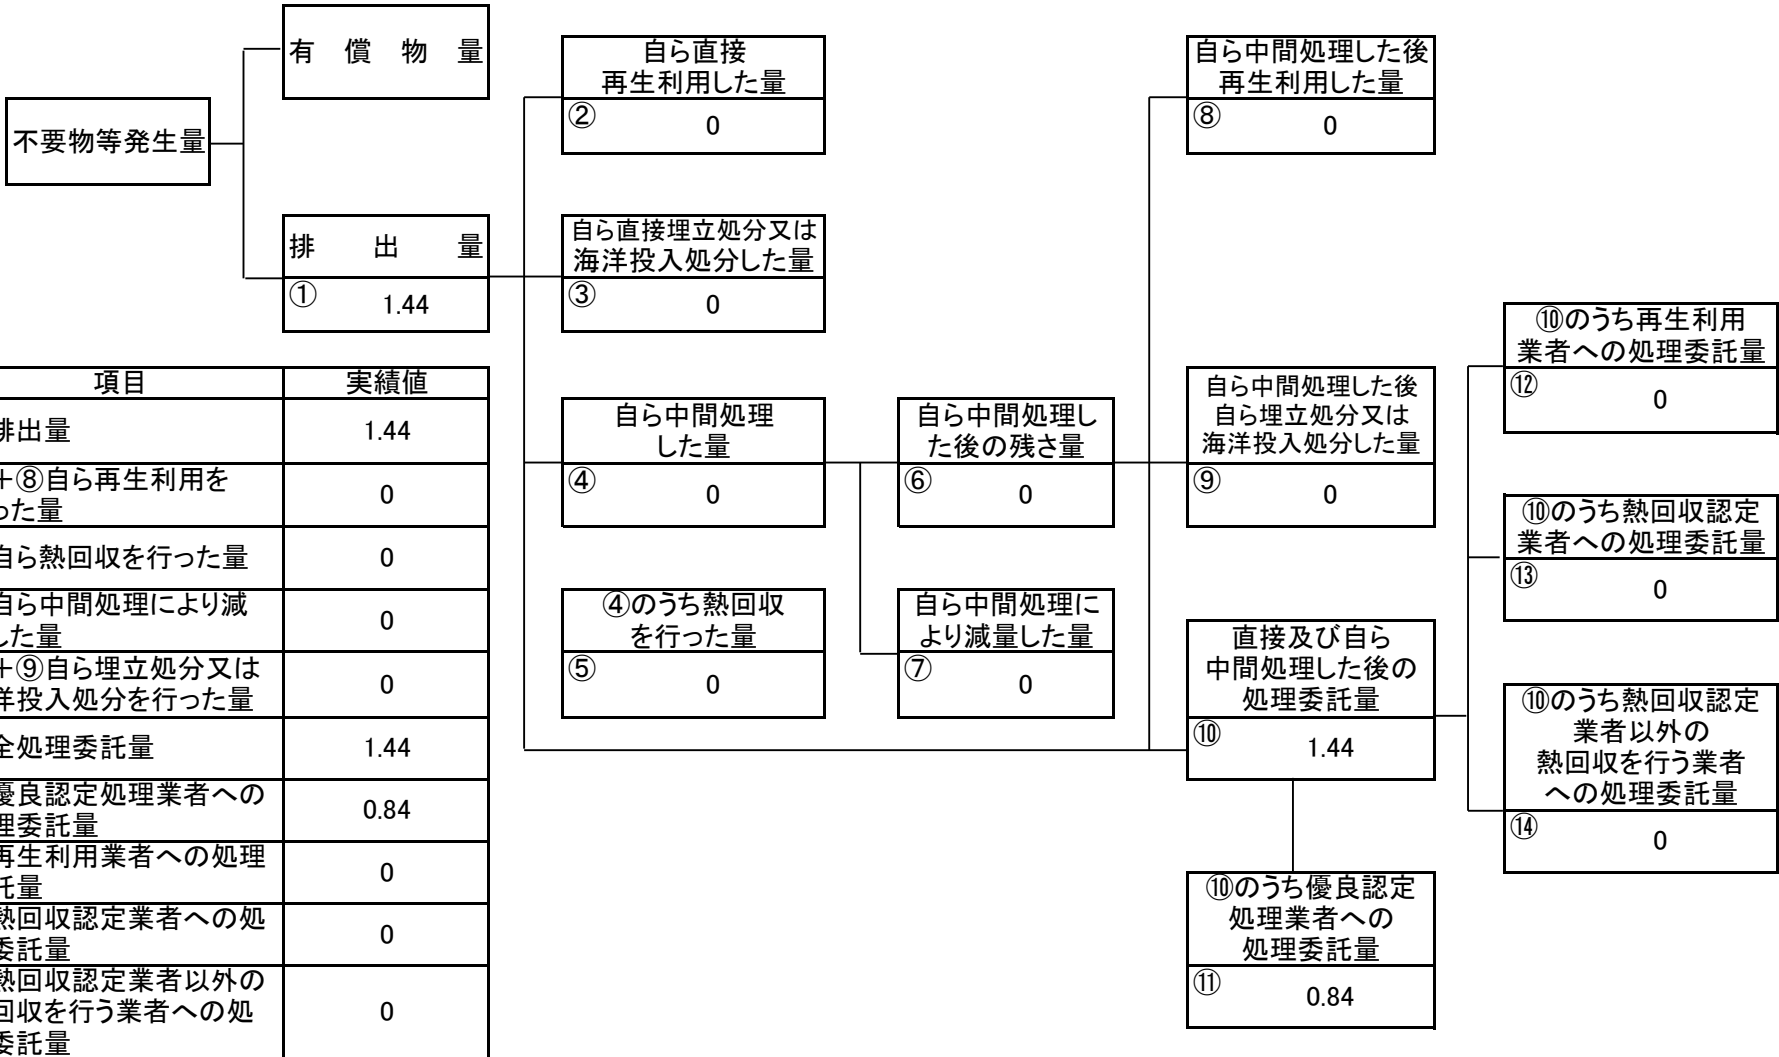 不要物等発生量
有　償　物　量
排　　出　　量
① 1.44
自ら直接
再生利用した量
② 0
自ら直接埋立処分又は
海洋投入処分した量
③ 0
自ら中間処理
した量
④ 0
④のうち熱回収
を行った量
⑤ 0
自ら中間処理し
た後の残さ量
⑥ 0
自ら中間処理に
より減量した量
⑦ 0
自ら中間処理した後
再生利用した量
⑧ 0
自ら中間処理した後
自ら埋立処分又は
海洋投入処分した量
⑨ 0
直接及び自ら
中間処理した後の
処理委託量
⑩ 1.44
⑩のうち優良認定
処理業者への
処理委託量
⑪ 0.84
⑩のうち再生利用
業者への処理委託量
⑫ 0
⑩のうち熱回収認定
業者への処理委託量
⑬ 0
⑩のうち熱回収認定
業者以外の
熱回収を行う業者
への処理委託量
⑭ 0
項目 実績値
排出量 1.44
+⑧自ら再生利用を
った量 0
自ら熱回収を行った量 0
自ら中間処理により減
した量 0
+⑨自ら埋立処分又は
洋投入処分を行った量 0
全処理委託量 1.44
優良認定処理業者への
理委託量 0.84
再生利用業者への処理
託量 0
熱回収認定業者への処
委託量 0
熱回収認定業者以外の
回収を行う業者への処
委託量 0